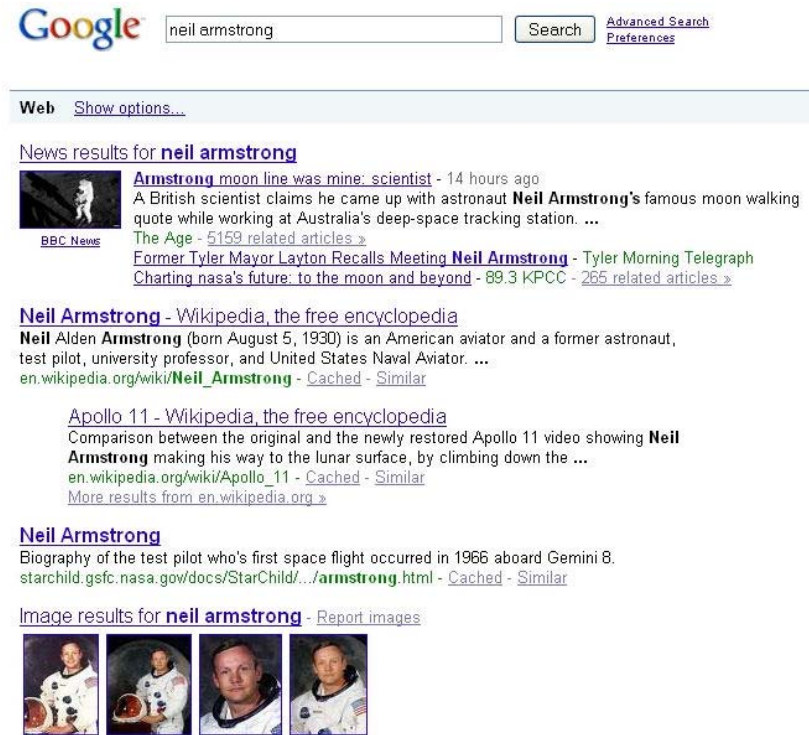 Google neil armstrong Search Advanced Search
Preferences
Web Show options...
News results for neil armstrong
Armstrong moon line was mine: scientist - 14 hours ago
A British scientist claims he came up with astronaut Neil Armstrong's famous moon walking
quote while working at Australia's deep-space tracking station. ...
BBC News
The Age - 5159 related articles »
Former Tyler Mayor Layton Recalls Meeting Neil Armstrong - Tyler Morning Telegraph
Charting nasa's future: to the moon and beyond - 89.3 KPCC - 265 related articles »
Neil Armstrong - Wikipedia, the free encyclopedia
Neil Alden Armstrong (born August 5, 1930) is an American aviator and a former astronaut,
test pilot, university professor, and United States Naval Aviator. ...
en.wikipedia.org/wiki/Neil_Armstrong - Cached - Similar
Apollo 11 - Wikipedia, the free encyclopedia
Comparison between the original and the newly restored Apollo 11 video showing Neil
Armstrong making his way to the lunar surface, by climbing down the ...
en.wikipedia.org/wiki/Apollo_11 - Cached - Similar
More results from en.wikipedia.org »
Neil Armstrong
Biography of the test pilot who's first space flight occurred in 1966 aboard Gemini 8.
starchild.gsfc.nasa.gov/docs/StarChild/.../armstrong.html - Cached - Similar
Image results for neil armstrong - Report images